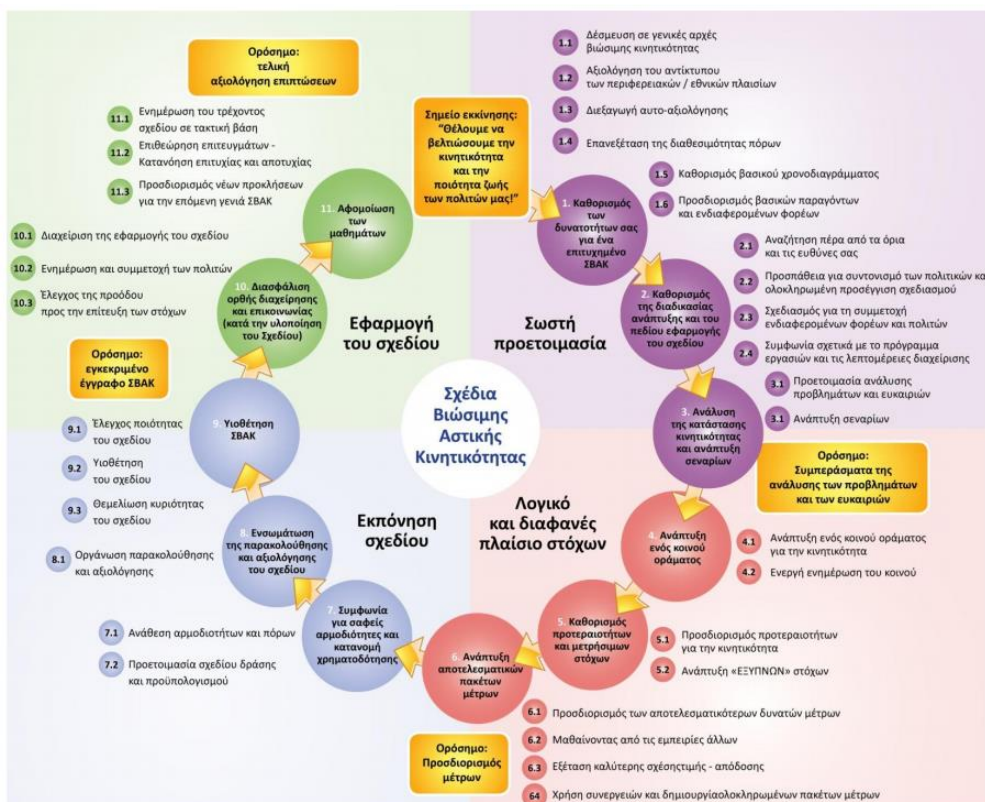 Σημείο εκκίνησης:
"Θέλουμε να
βελτιώσουμε την
κινητικότητα
και την
ποιότητα ζωής
των πολιτών μας!"
1.1 Δέσμευση σε γενικές αρχές
βιώσιμης κινητικότητας
1.2 Αξιολόγηση του αντίκτυπου
των περιφερειακών / εθνικών πλαισίων
1.3 Διεξαγωγή αυτο-αξιολόγησης
1.4 Επανεξέταση της διαθεσιμότητας πόρων
1.5 Καθορισμός βασικού χρονοδιαγράμματος
1.6 Προσδιορισμός βασικών παραγόντων
και ενδιαφερομένων φορέων
1. Καθορισμός
των
δυνατοτήτων σας
για ένα
επιτυχημένο
ΣΒΑΚ
2.1 Αναζήτηση πέρα από τα όρια
και τις ευθύνες σας
2.2 Προσπάθεια για συντονισμό των πολιτικών κα
ολοκληρωμένη προσέγγιση σχεδιασμού
2.3 Σχεδιασμός για τη συμμετοχή
ενδιαφερομένων φορέων και πολιτών
2.4 Συμφωνία σχετικά με το πρόγραμμα
εργασιών και τις λεπτομέρειες διαχείρισης
2. Καθορισμός
της διαδικασίας
ανάπτυξης και του
πεδίου εφαρμογής
του σχεδίου
3.1 Προετοιμασία ανάλυσης
προβλημάτων και ευκαιριών
3.1 Ανάπτυξη σεναρίων
3. Ανάλυση
της κατάστασης
κινητικότητας
και ανάπτυξη
σεναρίων
Σωστή
προετοιμασία
Ορόσημο:
Συμπεράσματα της
ανάλυσης των προβλημάτων
και των ευκαιριών
Λογικό
και διαφανές
πλαίσιο στόχων
4. Ανάπτυξη
ενός κοινού
οράματος
4.1 Ανάπτυξη ενός κοινού οράματος
για την κινητικότητα
4.2 Ενεργή ενημέρωση του κοινού
5. Καθορισμός
προτεραιοτήτων
και μετρήσιμων
στόχων
5.1 Προσδιορισμός προτεραιοτήτων
για την κινητικότητα
5.2 Ανάπτυξη «ΕΞΥΠΝΩΝ» στόχων
6. Ανάπτυξη
αποτελεσματικών
πακέτων
μέτρων
6.1 Προσδιορισμός των αποτελεσματικότερων δυνατών μέτρων
6.2 Μαθαίνοντας από τις εμπειρίες άλλων
6.3 Εξέταση καλύτερης σχέσηςτιμής - απόδοσης
64 Χρήση συνεργειών και δημιουργίαολοκληρωμένων πακέτων μέτρων
Ορόσημο:
Προσδιορισμός
μέτρων
Εκπόνηση
σχεδίου
7. Συμφωνία
για σαφείς
αρμοδιότητες και
κατανομή
χρηματοδότησης
7.1 Ανάθεση αρμοδιοτήτων και πόρων
7.2 Προετοιμασία σχεδίου δράσης
και προϋπολογισμού
8. Ενσωμάτωση
της παρακολούθησης
και αξιολόγησης
του σχεδίου
8.1 Οργάνωση παρακολούθησης
και αξιολόγησης
9. Υιοθέτηση
ΣΒΑΚ
9.1 Έλεγχος ποιότητας
του σχεδίου
9.2 Υιοθέτηση
του σχεδίου
9.3 Θεμελίωση κυριότητας
του σχεδίου
Ορόσημο:
εγκεκριμένο
έγγραφο ΣΒΑΚ
Εφαρμογή
του σχεδίου
10. Διασφάλιση
ορθής διαχείρησης
και επικοινωνίας
(κατά την υλοποίηση
του Σχεδίου)
10.1 Διαχείριση της εφαρμογής του σχεδίου
10.2 Ενημέρωση και συμμετοχή των πολιτών
10.3 Έλεγχος της προόδου
προς την επίτευξη των στόχων
11. Αφομοίωση
των
μαθημάτων
11.1 Ενημέρωση του τρέχοντος
σχεδίου σε τακτική βάση
11.2 Επιθεώρηση επιτευγμάτων -
Κατανόηση επιτυχίας και αποτυχίας
11.3 Προσδιορισμός νέων προκλήσεων
για την επόμενη γενιά ΣΒΑΚ
Ορόσημο:
τελική
αξιολόγηση επιπτώσεων
Σχέδια
Βιώσιμης
Αστικής
Κινητικότητας